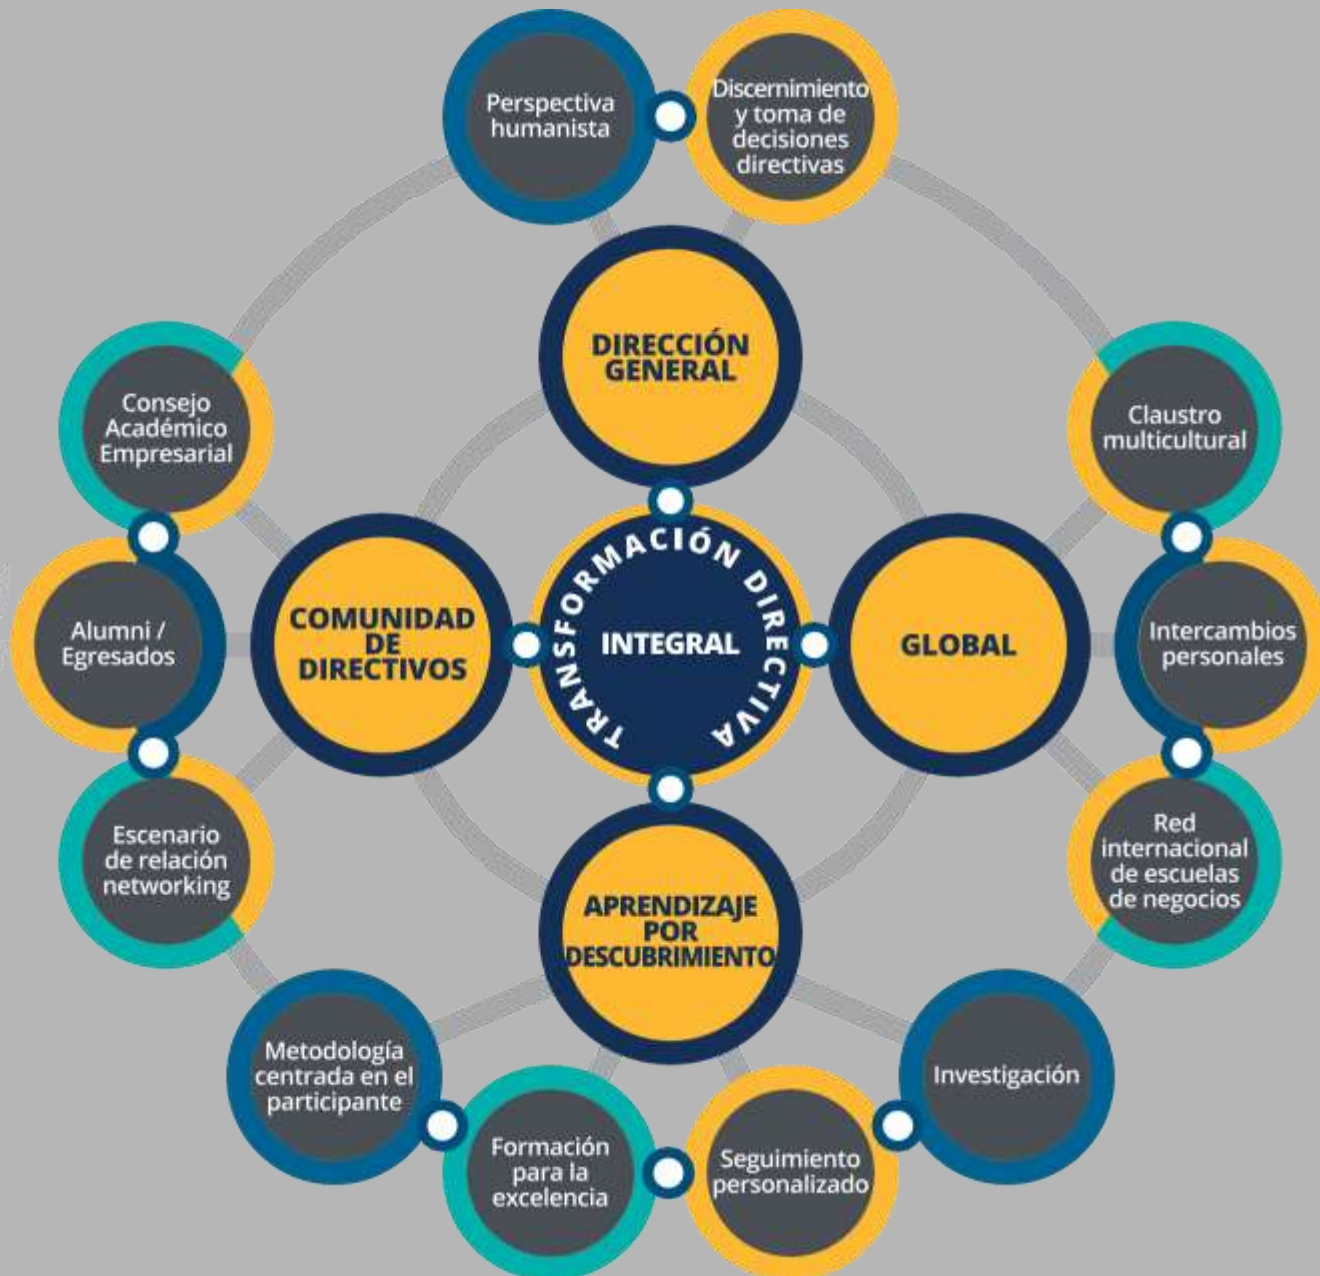 Perspectiva
humanista
Discernimiento
y toma de
decisiones
directivas
DIRECCIÓN
GENERAL
Consejo
Académico
Empresarial
Claustro
multicultural
TRANSFORMACIÓN DIRECTIVA
INTEGRAL
COMUNIDAD
DE
DIRECTIVOS
GLOBAL
Alumni /
Egresados
Intercambios
personales
Escenario
de relación
networking
Red
internacional
de escuelas
de negocios
APRENDIZAJE
POR
DESCUBRIMIENTO
Metodología
centrada en el
participante
Formación
para la
excelencia
Seguimiento
personalizado
Investigación